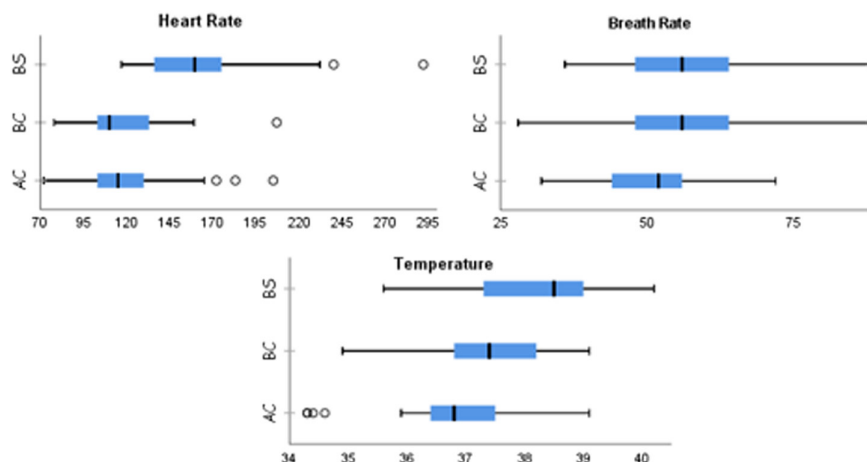 Heart Rate
BS
BC
AC
70 95 120 145 170 195 220 245 270 295
Breath Rate
BS
BC
AC
25 50 75
Temperature
BS
BC
AC
34 35 36 37 38 39 40